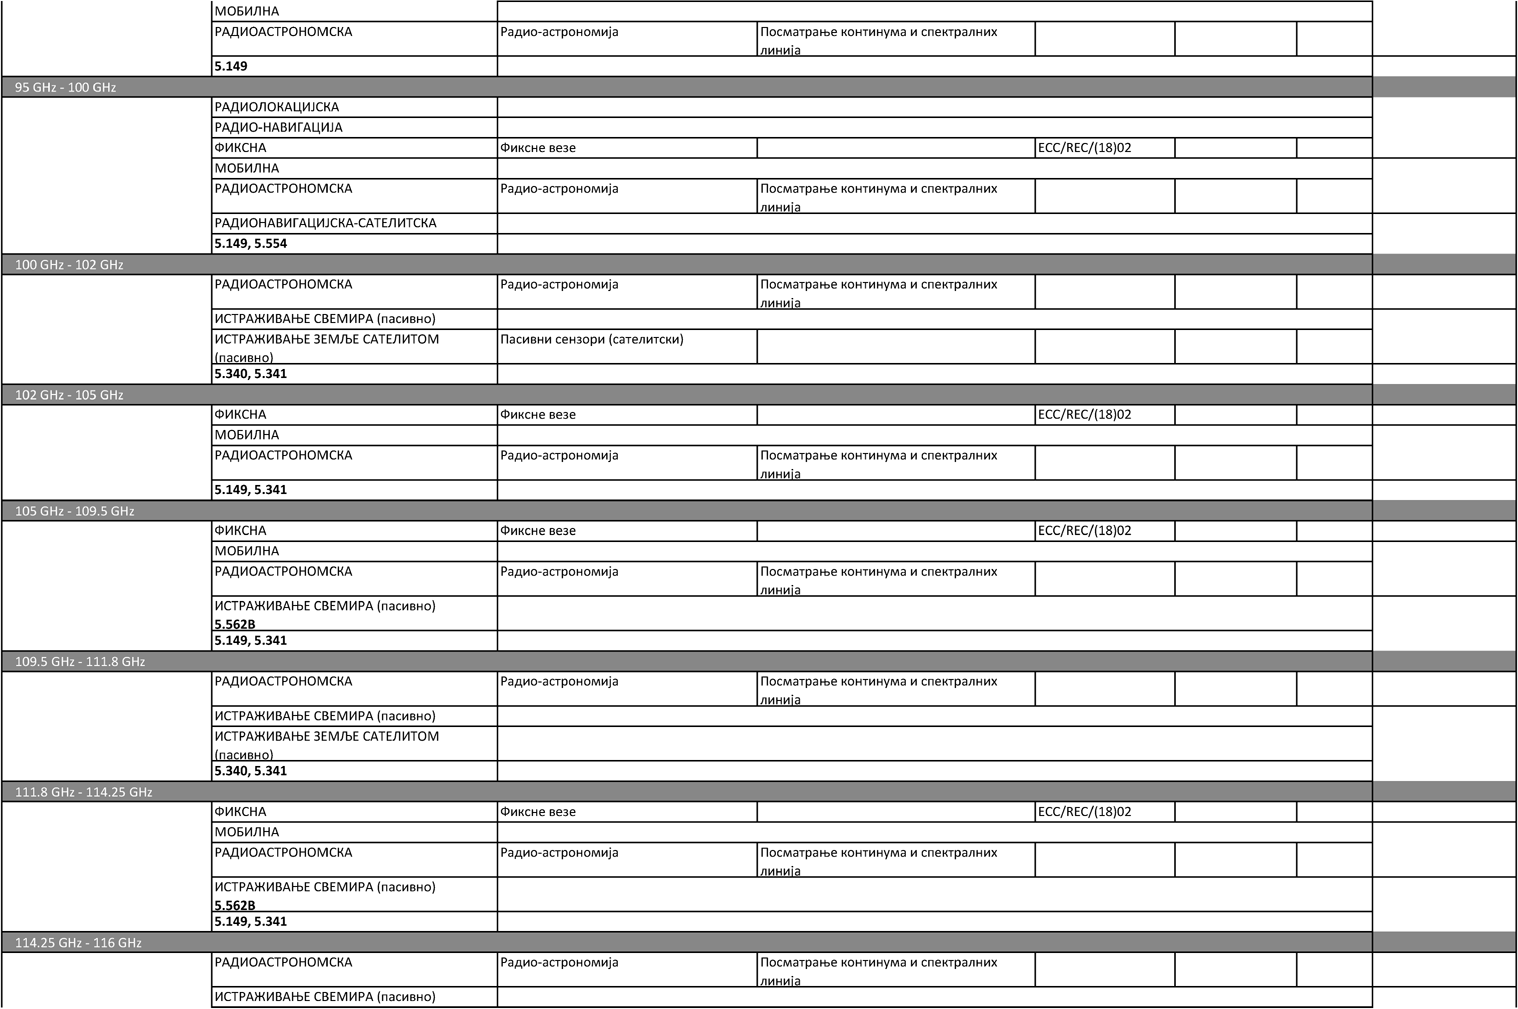 МОБИЛНА
РАДИОАСТРОНОМСКА Радио-астрономија Посматрање континума и спектралних
линија
5.149
95 GHz - 100 GHz
РАДИОЛОКАЦИЈСКА
РАДИО-НАВИГАЦИЈА
ФИКСНА Фиксне везе ECC/REC/(18)02
МОБИЛНА
РАДИОАСТРОНОМСКА Радио-астрономија Посматрање континума и спектралних
линија
РАДИОНАВИГАЦИЈСКА-САТЕЛИТСКА
5.149, 5.554
100 GHz - 102 GHz
РАДИОАСТРОНОМСКА Радио-астрономија Посматрање континума и спектралних
линија
ИСТРАЖИВАЊЕ СВЕМИРА (пасивно)
ИСТРАЖИВАЊЕ ЗЕМЉЕ САТЕЛИТОМ Пасивни сензори (сателитски)
(пасивно)
5.340, 5.341
102 GHz - 105 GHz
ФИКСНА Фиксне везе ECC/REC/(18)02
МОБИЛНА
РАДИОАСТРОНОМСКА Радио-астрономија Посматрање континума и спектралних
линија
5.149, 5.341
105 GHz - 109.5 GHz
ФИКСНА Фиксне везе ECC/REC/(18)02
МОБИЛНА
РАДИОАСТРОНОМСКА Радио-астрономија Посматрање континума и спектралних
линија
ИСТРАЖИВАЊЕ СВЕМИРА (пасивно)
5.562B
5.149, 5.341
109.5 GHz - 111.8 GHz
РАДИОАСТРОНОМСКА Радио-астрономија Посматрање континума и спектралних
линија
ИСТРАЖИВАЊЕ СВЕМИРА (пасивно)
ИСТРАЖИВАЊЕ ЗЕМЉЕ САТЕЛИТОМ
(пасивно)
5.340, 5.341
111.8 GHz - 114.25 GHz
ФИКСНА Фиксне везе ECC/REC/(18)02
МОБИЛНА
РАДИОАСТРОНОМСКА Радио-астрономија Посматрање континума и спектралних
линија
ИСТРАЖИВАЊЕ СВЕМИРА (пасивно)
5.562B
5.149, 5.341
114.25 GHz - 116 GHz
РАДИОАСТРОНОМСКА Радио-астрономија Посматрање континума и спектралних
линија
ИСТРАЖИВАЊЕ СВЕМИРА (пасивно)